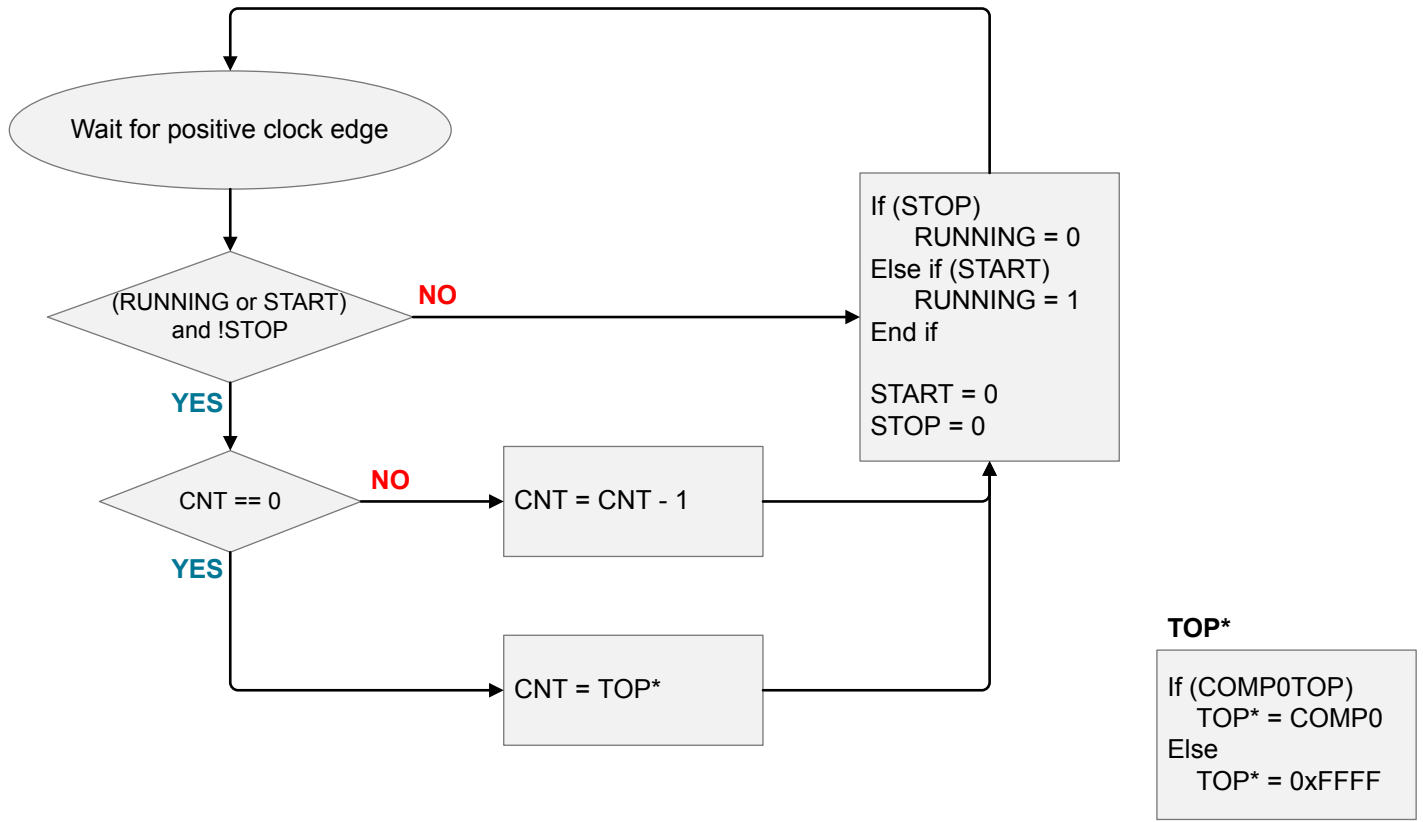 Wait for positive clock edge
(RUNNING or START)
and !STOP
NO
YES
If (STOP)
RUNNING = 0
Else if (START)
RUNNING = 1
End if
START = 0
STOP = 0
CNT == 0
NO
YES
CNT = CNT - 1
CNT = TOP*
TOP*
If (COMP0TOP)
TOP* = COMP0
Else
TOP* = 0xFFFF